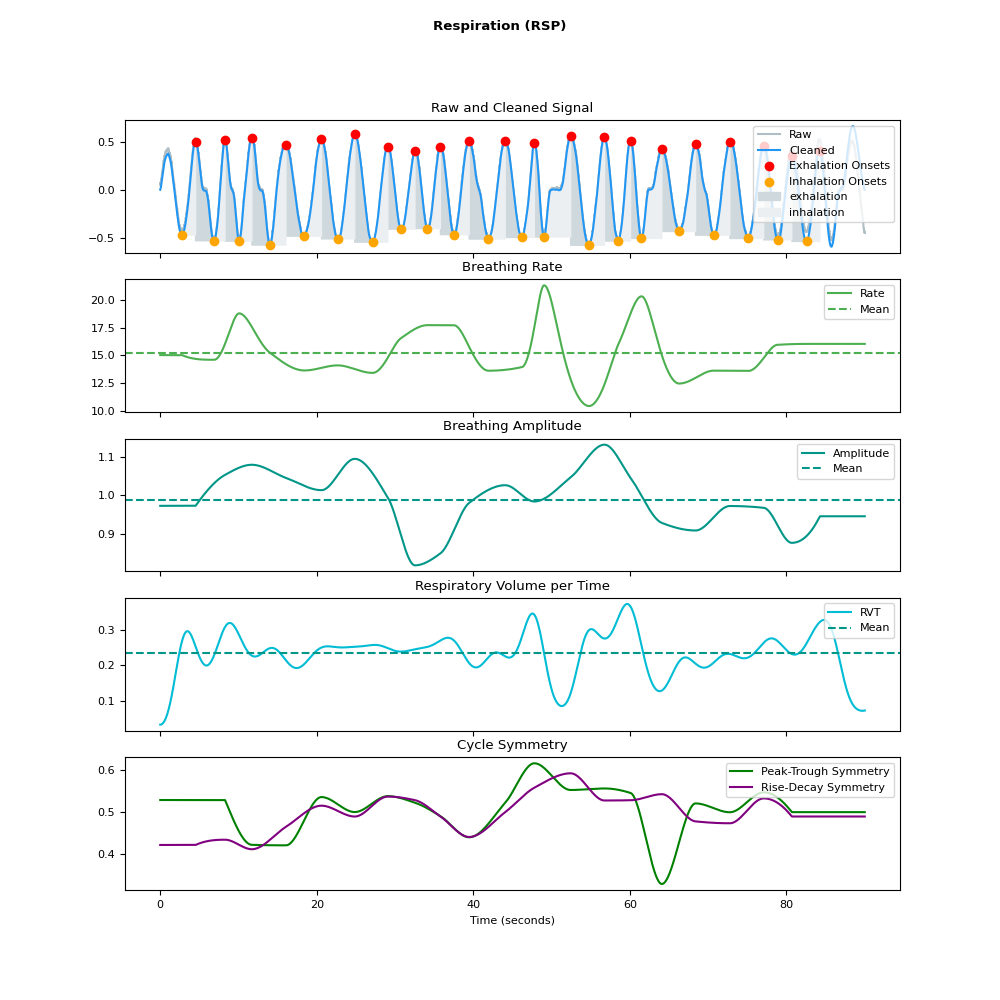 Respiration (RSP)
Raw and Cleaned Signal
0.5
0.0
−0.5
Raw
Cleaned
Exhalation Onsets
Inhalation Onsets
exhalation
inhalation
Breathing Rate
20.0
17.5
15.0
12.5
10.0
Rate
Mean
Breathing Amplitude
1.1
1.0
0.9
Amplitude
Mean
Respiratory Volume per Time
0.3
0.2
0.1
RVT
Mean
Cycle Symmetry
0.6
0.5
0.4
Peak-Trough Symmetry
Rise-Decay Symmetry
0 20 40 60 80
Time (seconds)